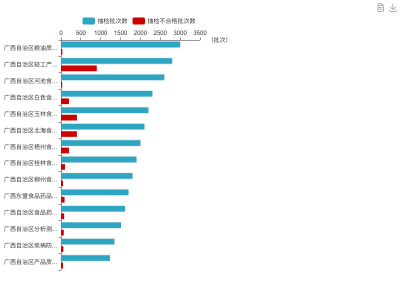 抽检批次数 抽检不合格批次数
0 500 1000 1500 2000 2500 3000 3500
(批次)
广西自治区粮油质...
广西自治区轻工产...
广西自治区河池食...
广西自治区百色食...
广西自治区玉林食...
广西自治区北海食...
广西自治区梧州食...
广西自治区桂林食...
广西自治区柳州食...
广西东盟食品药品...
广西自治区食品药...
广西自治区分析测...
广西自治区疾病防...
广西自治区产品质...